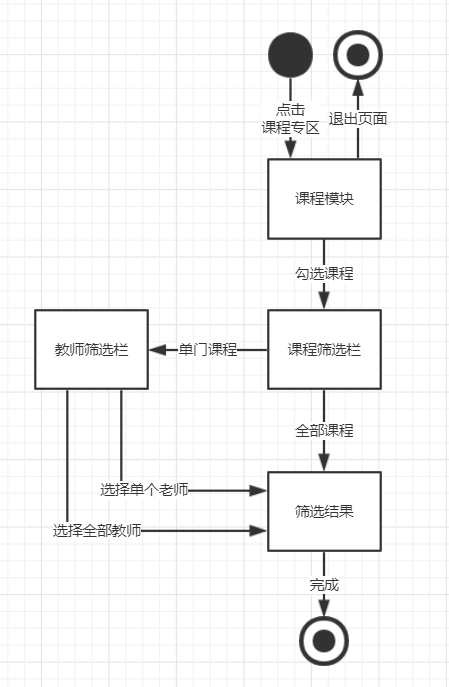 点击
课程专区
退出页面
课程模块
勾选课程
教师筛选栏
单门课程
课程筛选栏
全部课程
选择单个老师
筛选结果
选择全部教师
完成